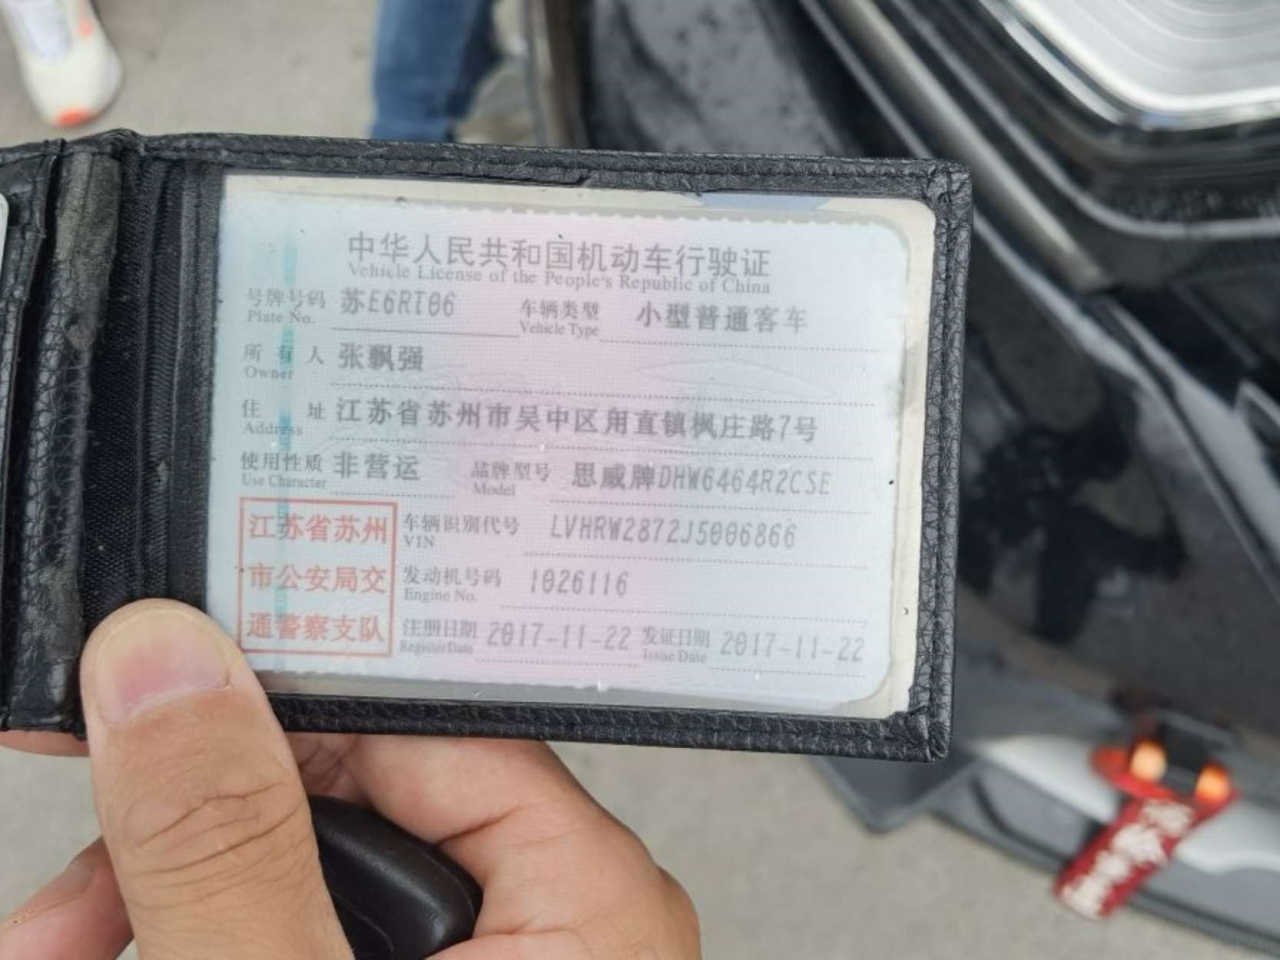 中华人民共和国机动车行驶证
Vehicle License of the People's Republic of China
号牌号码 苏E6RT06 车辆类型 小型普通客车
Plate No. Vehicle Type
所有人 张飘强
Owner
住址 江苏省苏州市吴中区甪直镇枫庄路7号
Address
使用性质 非营运 品牌型号 思威牌DHW6464R2CSE
Use Character Model
江苏省苏州
市公安局交
通警察支队
车辆识别代号 LVHRW2872J5006866
VIN
发动机号码 1026116
Engine No.
注册日期 2017-11-22 发证日期 2017-11-22
Register Date Issue Date